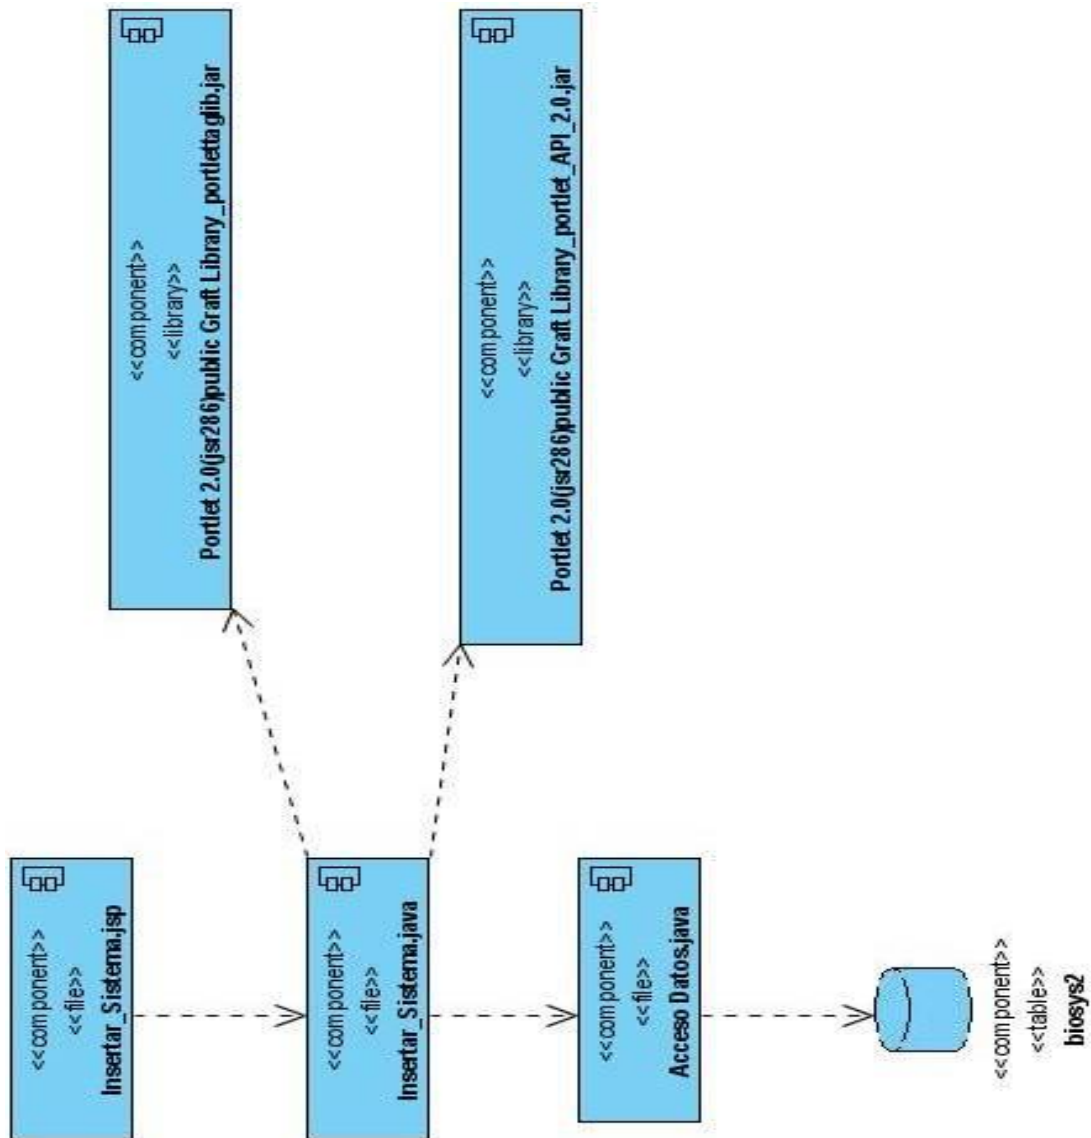 <<component>>
<<file>>
Insertar_Sistema.jsp
<<component>>
<<file>>
Insertar_Sistema.java
<<component>>
<<file>>
Acceso Datos.java
<<component>>
<<table>>
biosys2
<<component>>
<<library>>
Portlet 2.0(jsr286)public Graft Library_portlettaglib.jar
<<component>>
<<library>>
Portlet 2.0(jsr286)public Graft Library_portlet_API_2.0.jar